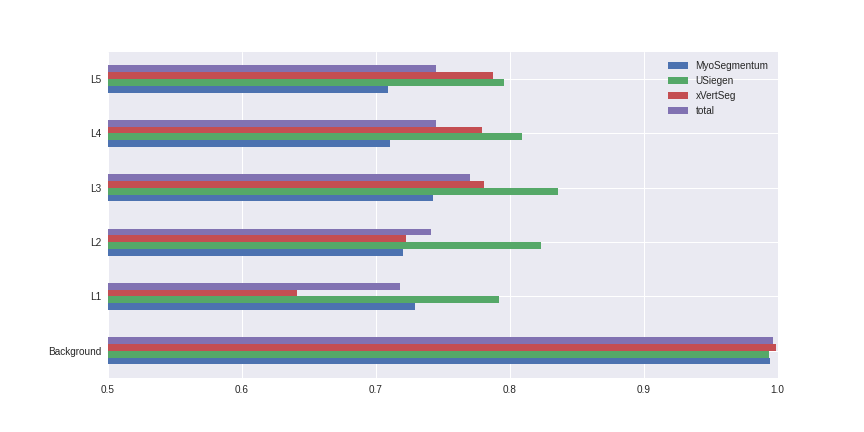 MyoSegmentum
USiegen
xVertSeg
total
L5
L4
L3
L2
L1
Background
0.5 0.6 0.7 0.8 0.9 1.0